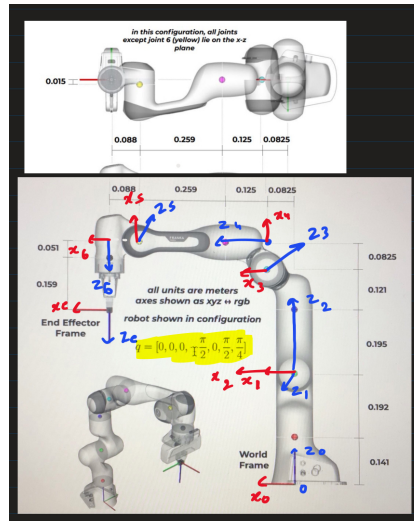 in this configuration, all joints
except joint 6 (yellow) lie on the x-z
plane
0.015
0.088 0.259 0.125 0.0825
0.088 0.259 0.125 0.0825
x5 z5 z4 x4 z3
x6
0.051
z6
x3
0.0825
0.121
0.159
all units are meters
axes shown as xyz ↔ rgb
z2
xe
robot shown in configuration
End Effector
Frame
ze
q = [0, 0, 0, -π/2, 0, π/2, π/4]
0.195
x2 x1 z1
0.192
World
Frame
z0
0.141
x0 0